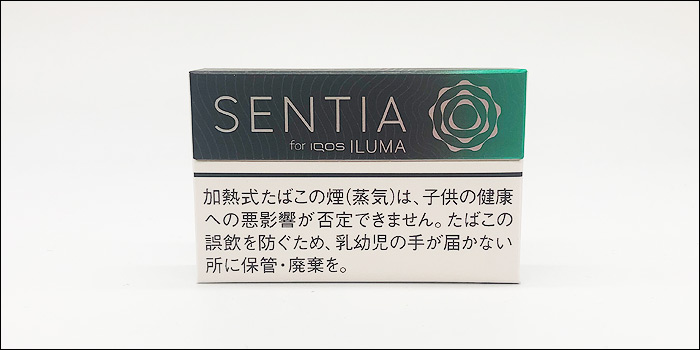 SENTIA
for IQOS ILUMA
加熱式たばこの煙(蒸気)は、子供の健康
への悪影響が否定できません。たばこの
誤飲を防ぐため、乳幼児の手が届かない
所に保管・廃棄を。